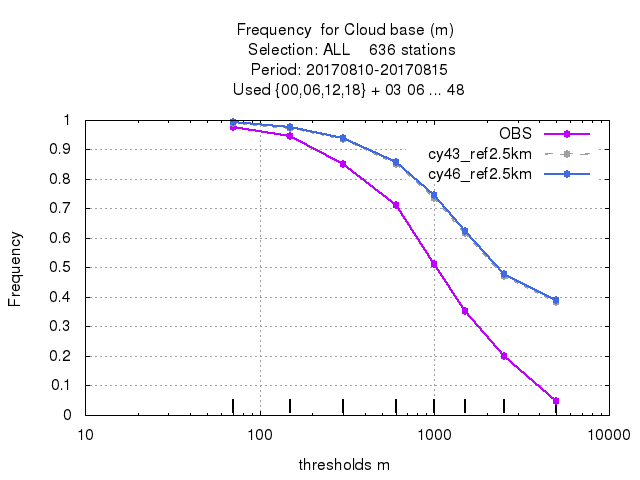 Frequency  for Cloud base (m)
Selection: ALL    636 stations
Period: 20170810-20170815
Used {00,06,12,18} + 03 06 ... 48
1
0.9
0.8
0.7
0.6
0.5
0.4
0.3
0.2
0.1
0
Frequency
OBS
cy43_ref2.5km
cy46_ref2.5km
10 100 1000 10000
thresholds m